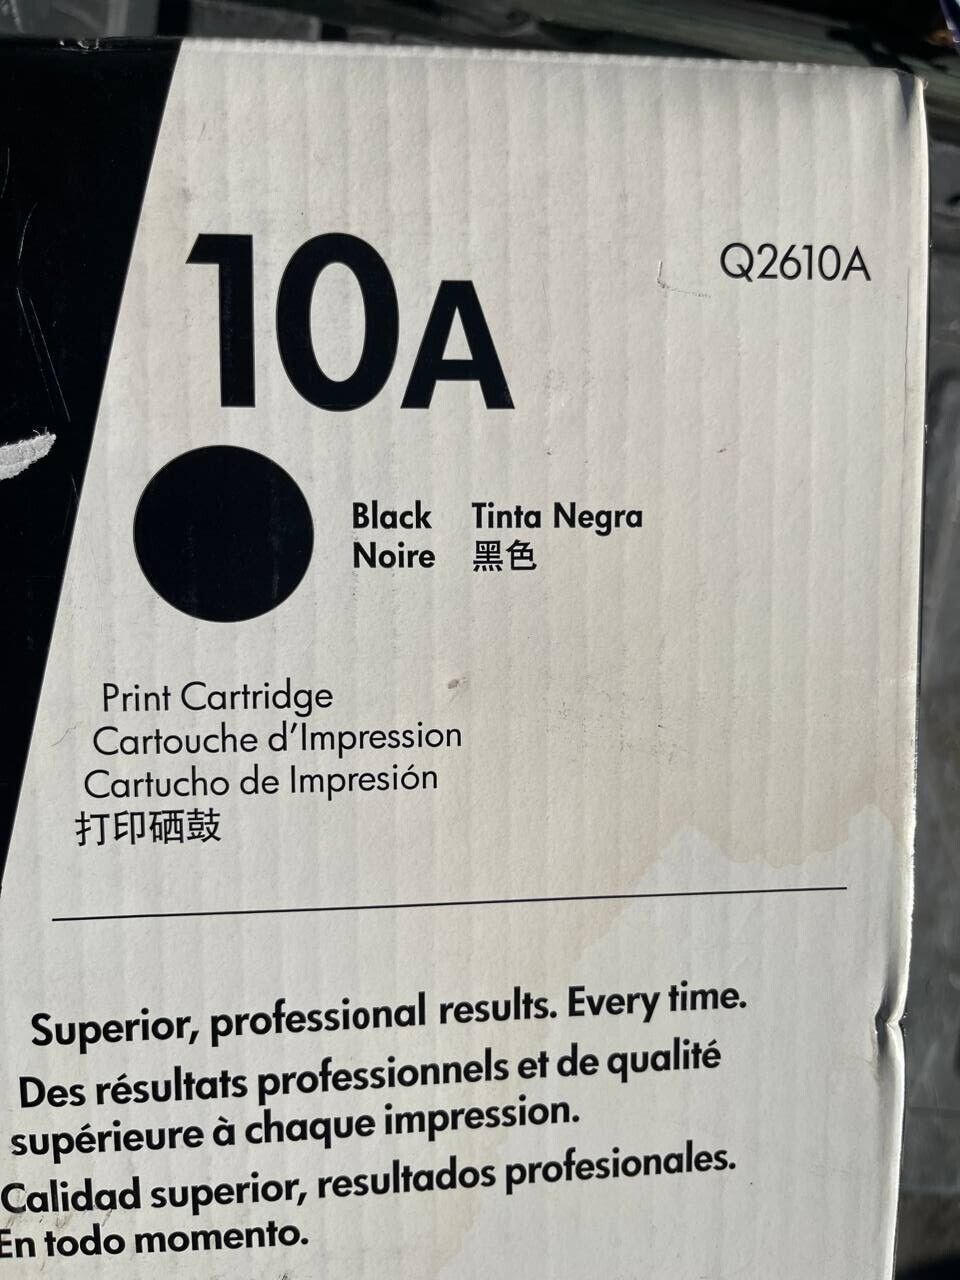 10A
Q2610A
Black Tinta Negra
Noire 黑色
Print Cartridge
Cartouche d'Impression
Cartucho de Impresión
打印硒鼓
Superior, professional results. Every time.
Des résultats professionnels et de qualité
supérieure à chaque impression.
Calidad superior, resultados profesionales.
En todo momento.